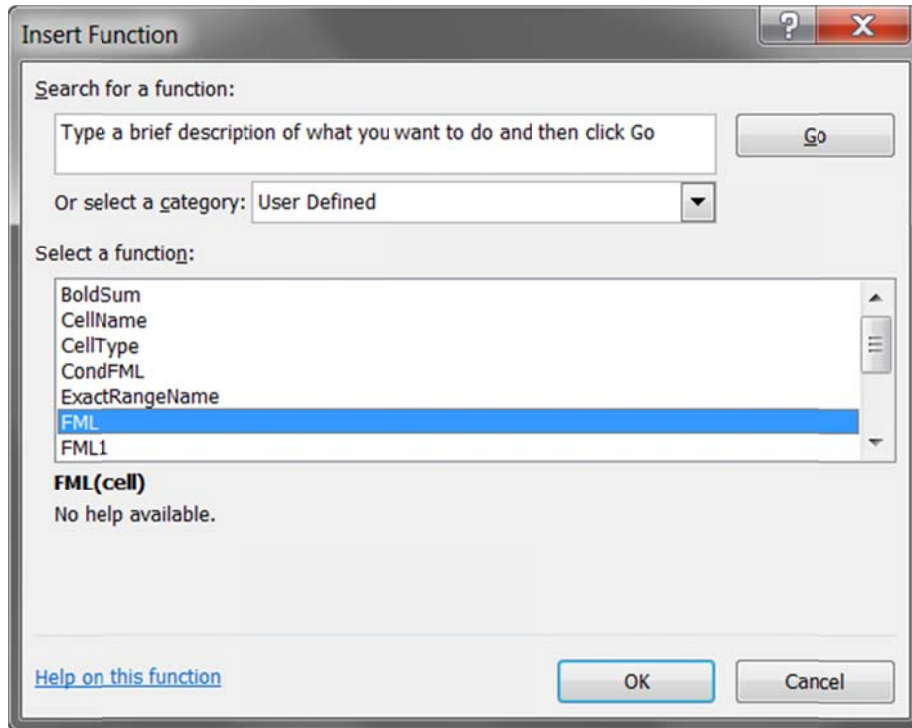 Insert Function
Search for a function:
Type a brief description of what you want to do and then click Go
Go
Or select a category: User Defined
Select a function:
BoldSum
CellName
CellType
CondFML
ExactRangeName
FML
FML1
FML(cell)
No help available.
Help on this function
OK
Cancel